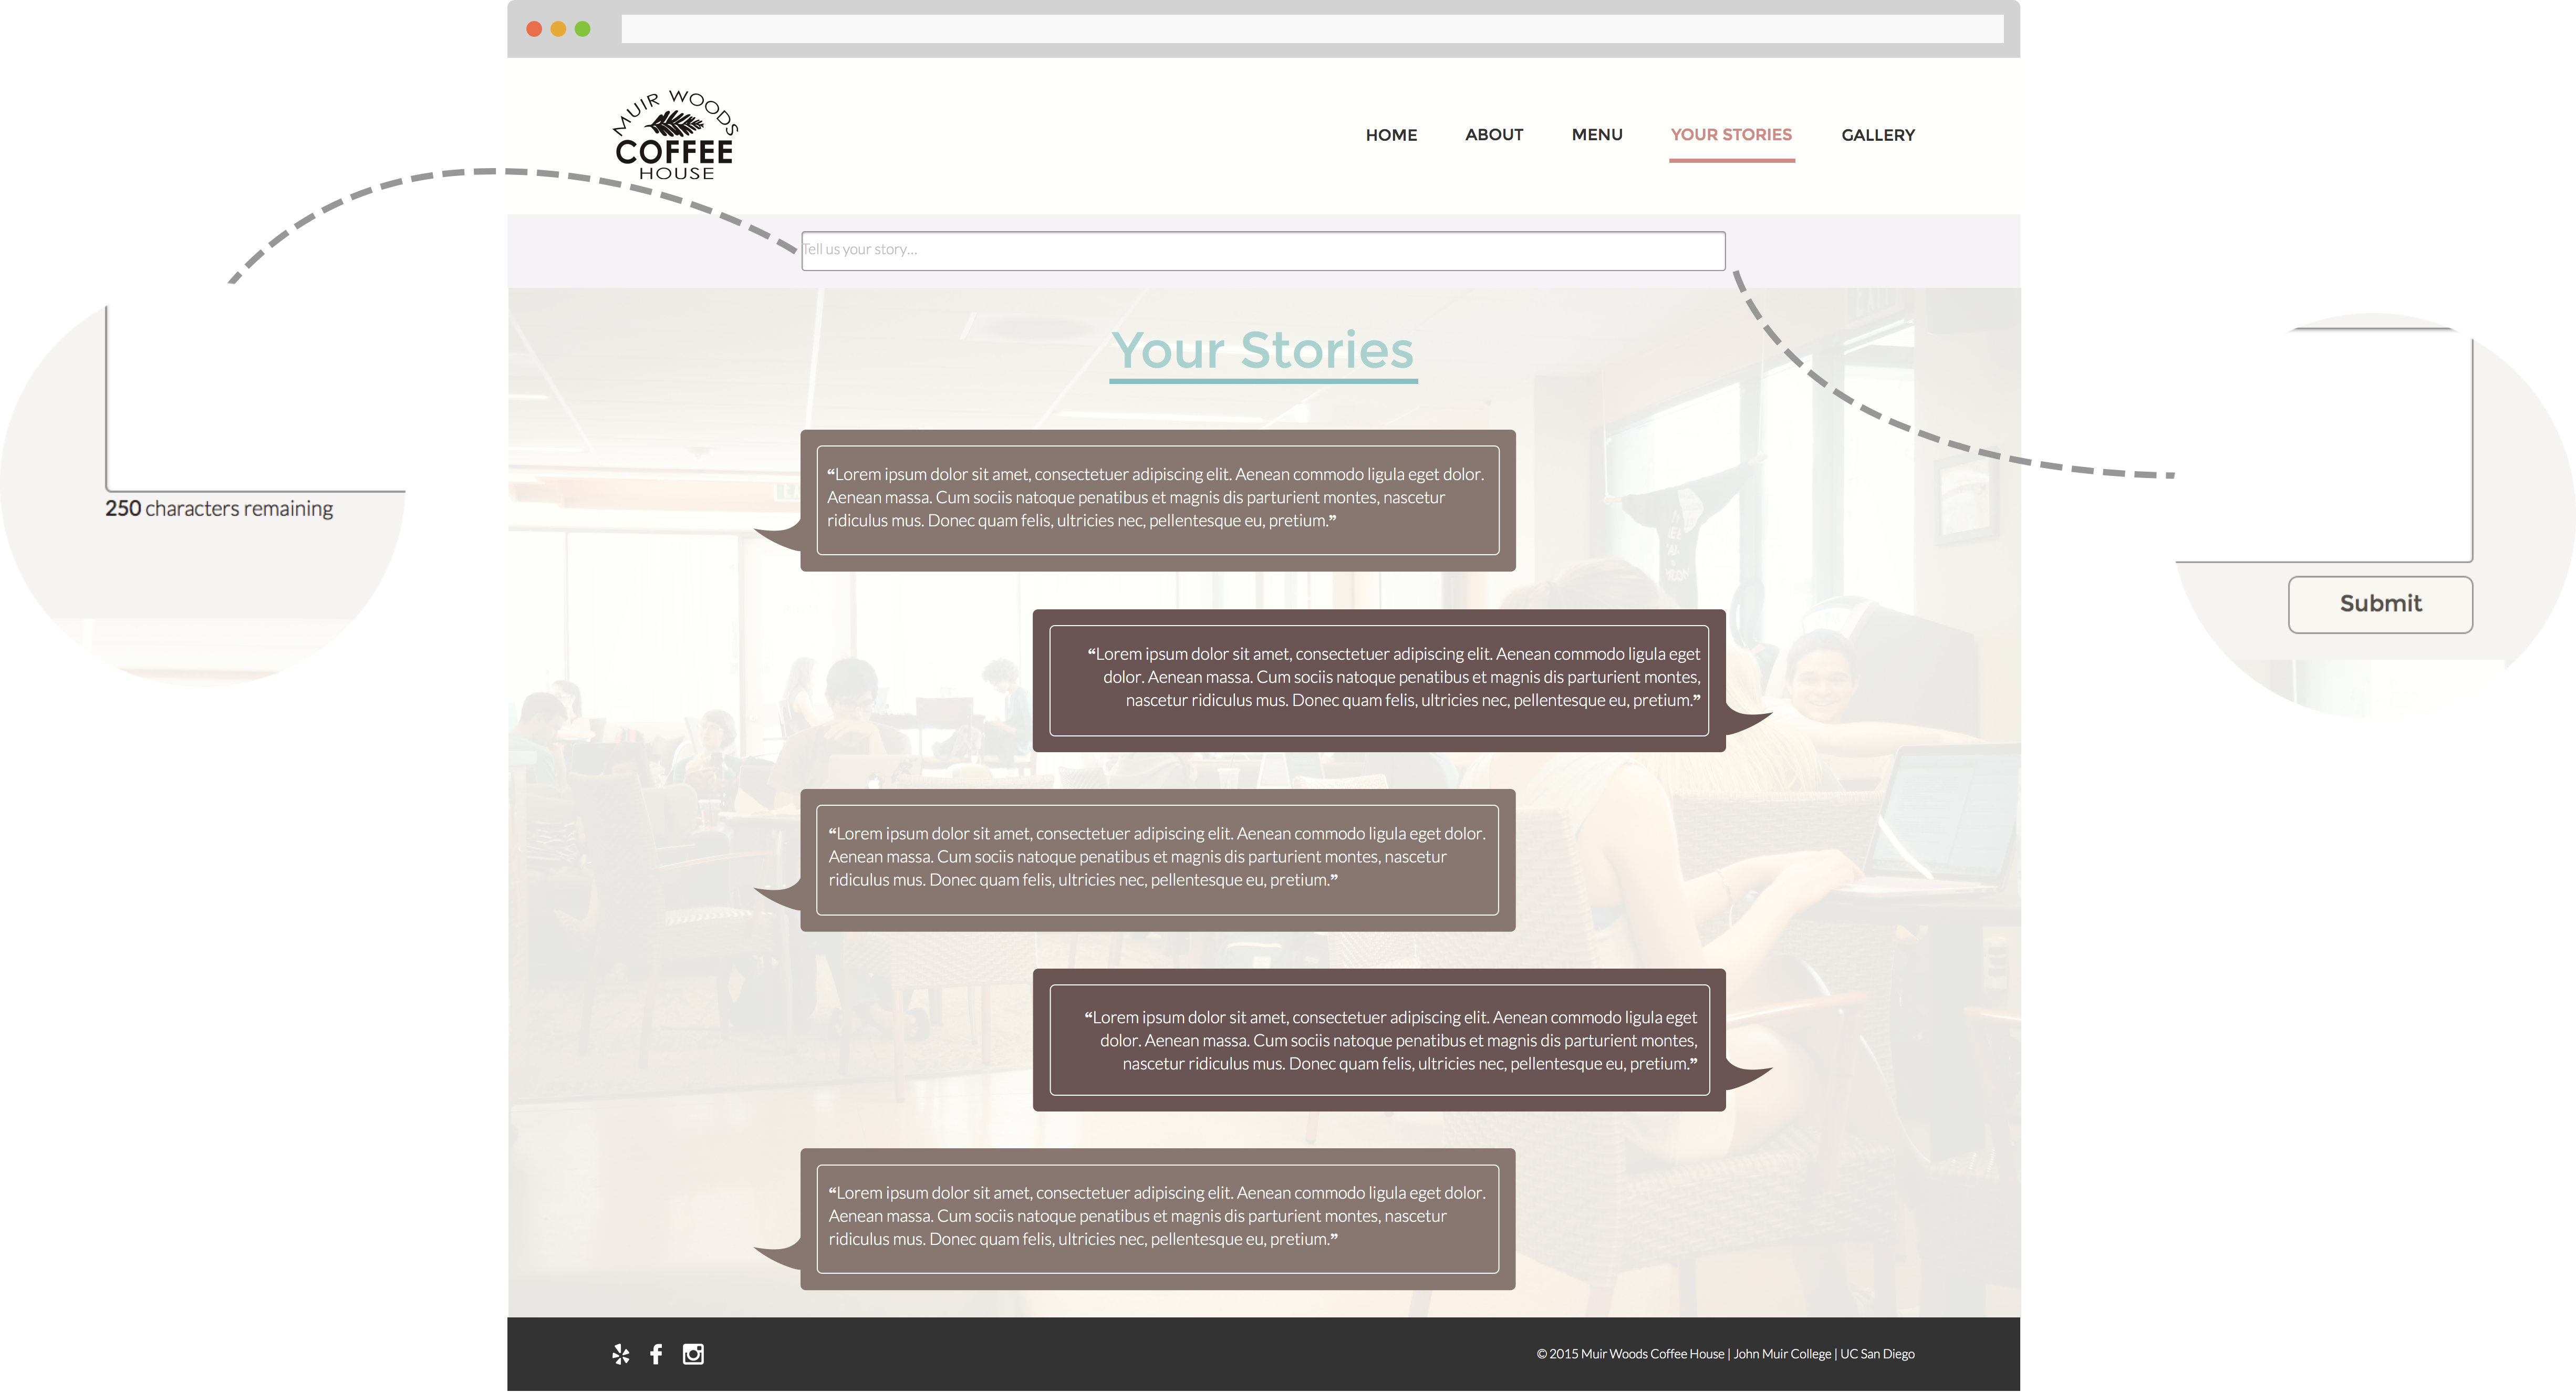 MUIR WOODS
COFFEE
HOUSE
HOME ABOUT MENU YOUR STORIES GALLERY
Tell us your story...
Your Stories
250 characters remaining
Submit
“Lorem ipsum dolor sit amet, consectetuer adipiscing elit. Aenean commodo ligula eget dolor.
Aenean massa. Cum sociis natoque penatibus et magnis dis parturient montes, nascetur
ridiculus mus. Donec quam felis, ultricies nec, pellentesque eu, pretium.”
“Lorem ipsum dolor sit amet, consectetuer adipiscing elit. Aenean commodo ligula eget
dolor. Aenean massa. Cum sociis natoque penatibus et magnis dis parturient montes,
nascetur ridiculus mus. Donec quam felis, ultricies nec, pellentesque eu, pretium.”
“Lorem ipsum dolor sit amet, consectetuer adipiscing elit. Aenean commodo ligula eget dolor.
Aenean massa. Cum sociis natoque penatibus et magnis dis parturient montes, nascetur
ridiculus mus. Donec quam felis, ultricies nec, pellentesque eu, pretium.”
“Lorem ipsum dolor sit amet, consectetuer adipiscing elit. Aenean commodo ligula eget
dolor. Aenean massa. Cum sociis natoque penatibus et magnis dis parturient montes,
nascetur ridiculus mus. Donec quam felis, ultricies nec, pellentesque eu, pretium.”
“Lorem ipsum dolor sit amet, consectetuer adipiscing elit. Aenean commodo ligula eget dolor.
Aenean massa. Cum sociis natoque penatibus et magnis dis parturient montes, nascetur
ridiculus mus. Donec quam felis, ultricies nec, pellentesque eu, pretium.”
© 2015 Muir Woods Coffee House | John Muir College | UC San Diego